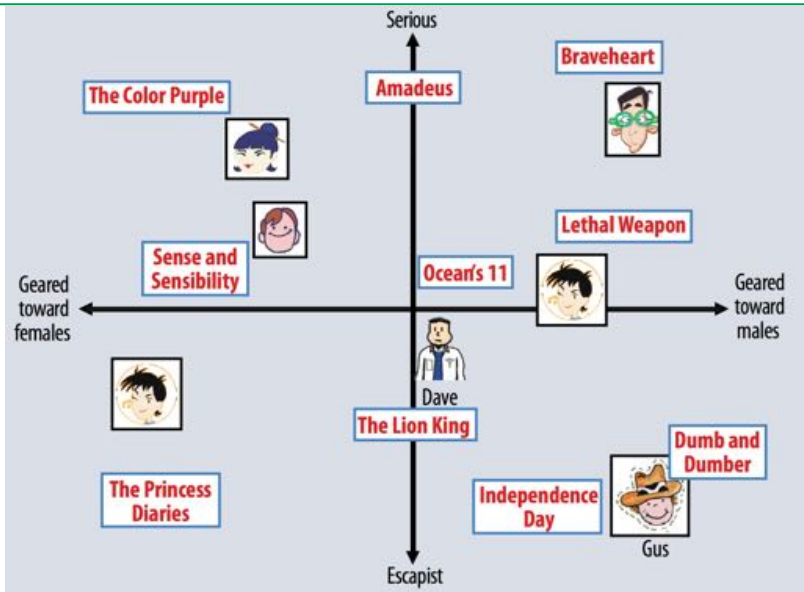 Serious
Braveheart
The Color Purple
Amadeus
Lethal Weapon
Sense and
Sensibility
Ocean's 11
Geared
toward
females
Geared
toward
males
Dave
The Lion King
Dumb and
Dumber
The Princess
Diaries
Independence
Day
Gus
Escapist